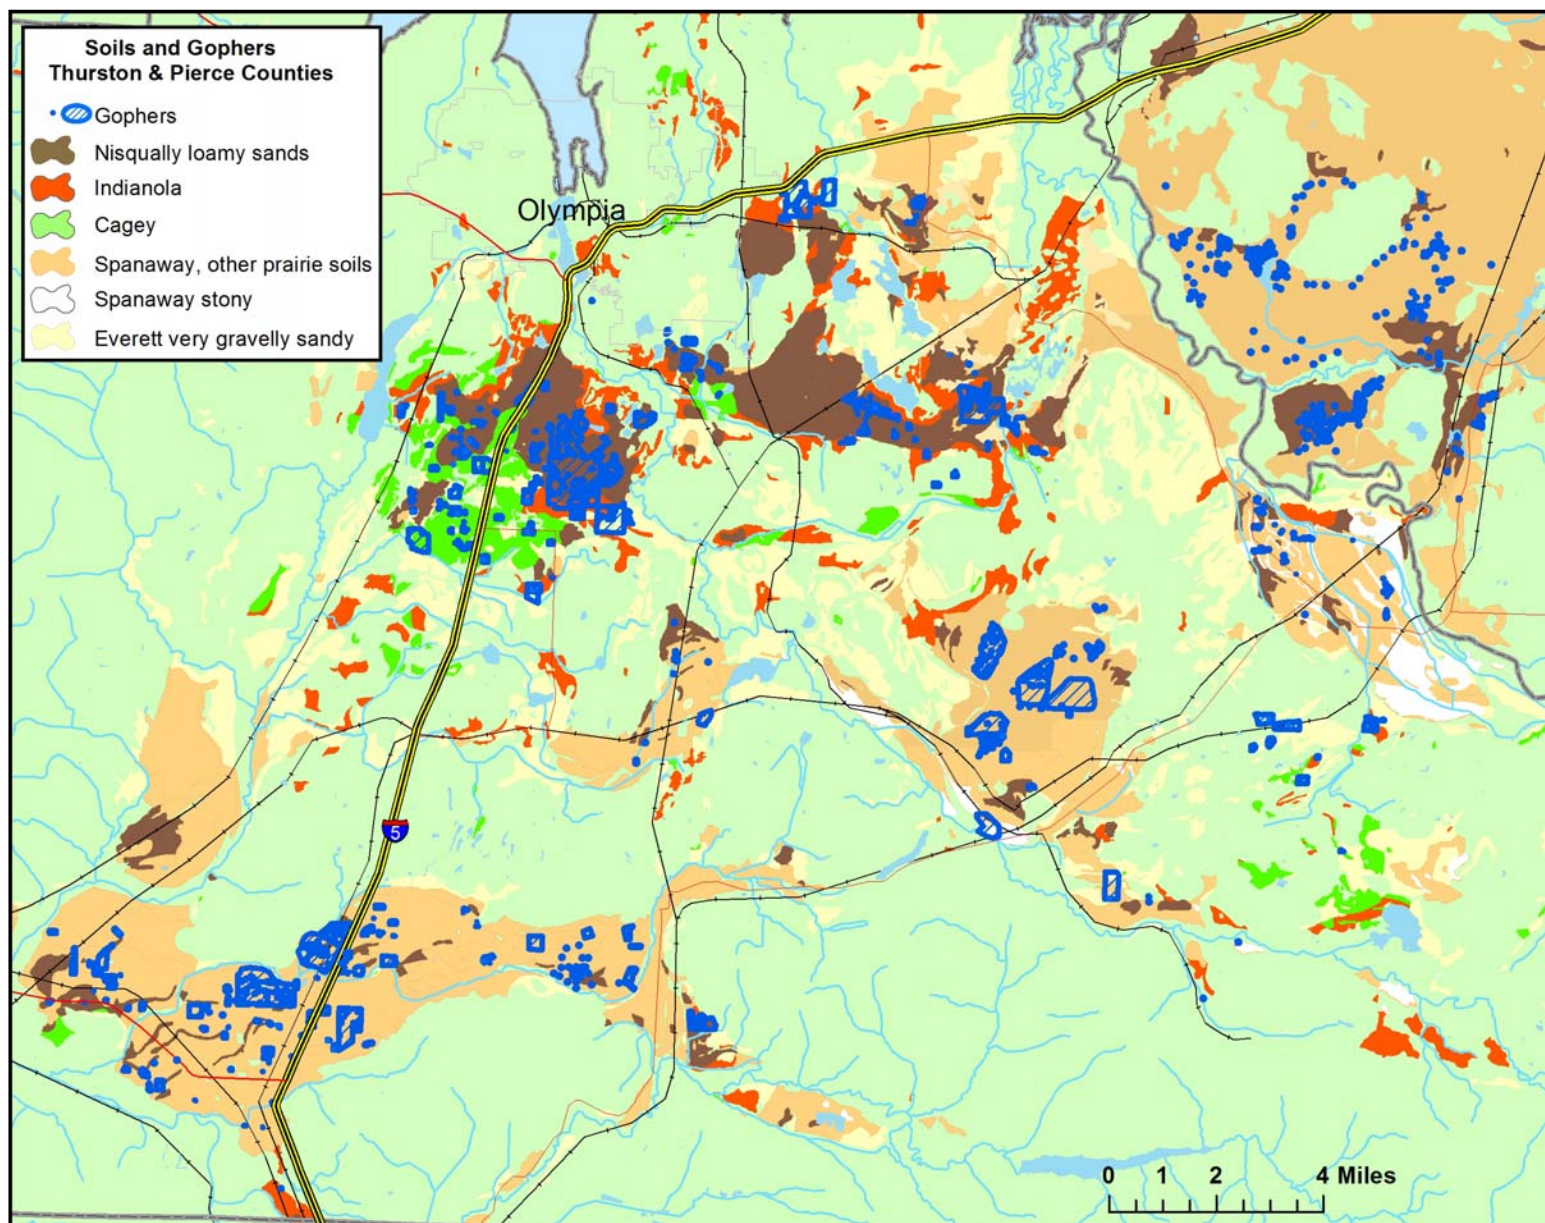 Soils and Gophers
Thurston & Pierce Counties
Gophers
Nisqually loamy sands
Indianola
Cagey
Spanaway, other prairie soils
Spanaway stony
Everett very gravelly sandy
Olympia
5
0 1 2 4 Miles